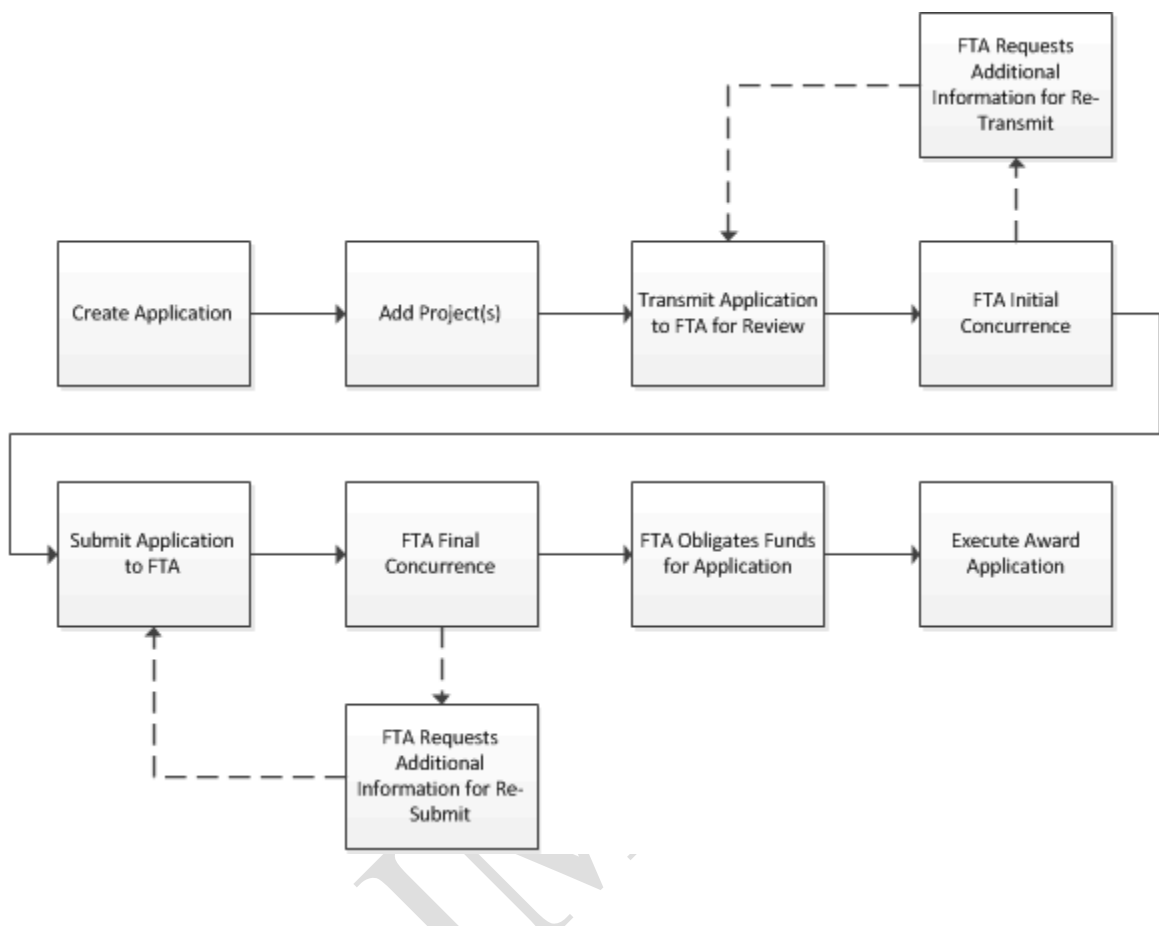 FTA Requests
Additional
Information for Re-
Transmit
Create Application
Add Project(s)
Transmit Application
to FTA for Review
FTA Initial
Concurrence
Submit Application
to FTA
FTA Final
Concurrence
FTA Obligates Funds
for Application
Execute Award
Application
FTA Requests
Additional
Information for Re-
Submit